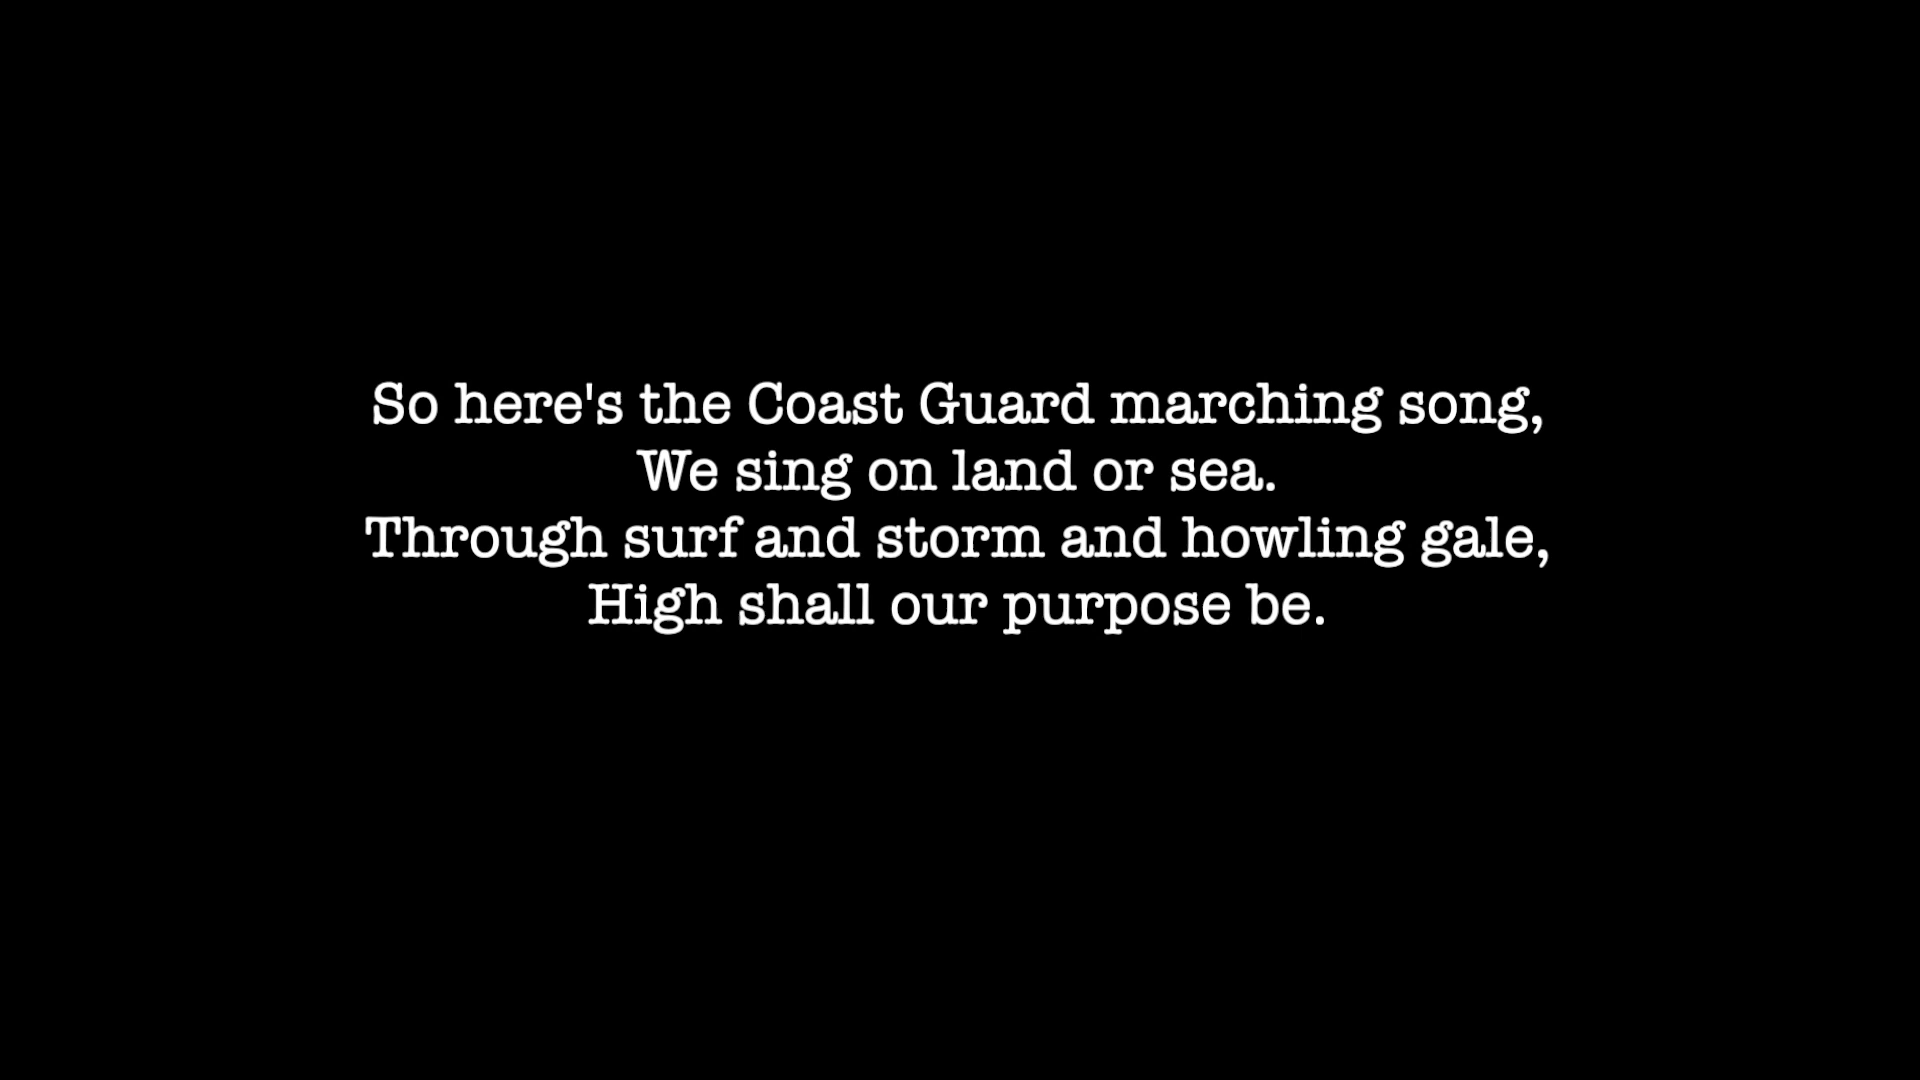 So here's the Coast Guard marching song,
We sing on land or sea.
Through surf and storm and howling gale,
High shall our purpose be.